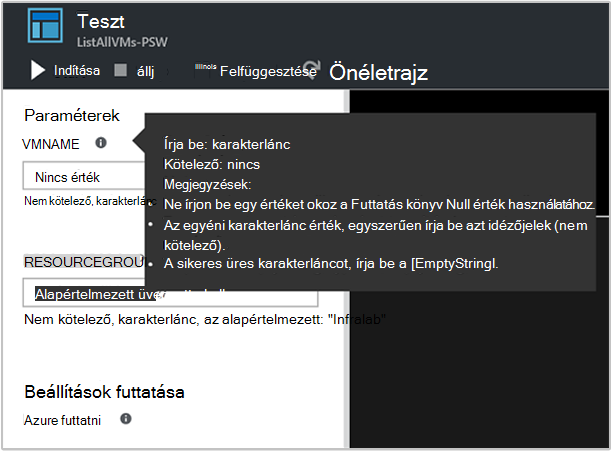 Teszt
ListAllVMs-PSW
Indítása állj Illinois Felfüggesztése Önéletrajz
Paraméterek
VMNAME
Nincs érték
Nem kötelező, karakterlánc
Írja be: karakterlánc
Kötelező: nincs
Megjegyzések:
Ne írjon be egy értéket okoz a Futtatás könyv Null érték használatához.
Az egyéni karakterlánc érték, egyszerűen írja be azt idézőjelek (nem
kötelező).
A sikeres üres karakterláncot, írja be a [EmptyStringl.
RESOURCEGROU
Alapértelmezett
Nem kötelező, karakterlánc, az alapértelmezett: "Infralab"
Beállítások futtatása
Azure futtatni